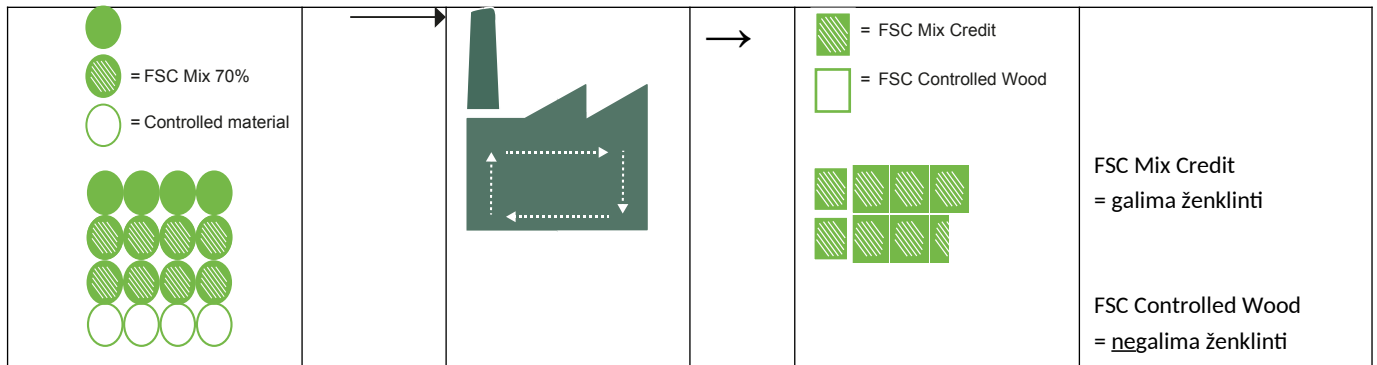 = FSC Mix 70%
= Controlled material
= FSC Mix Credit
= FSC Controlled Wood
FSC Mix Credit
= galima ženklinti
FSC Controlled Wood
= negalima ženklinti